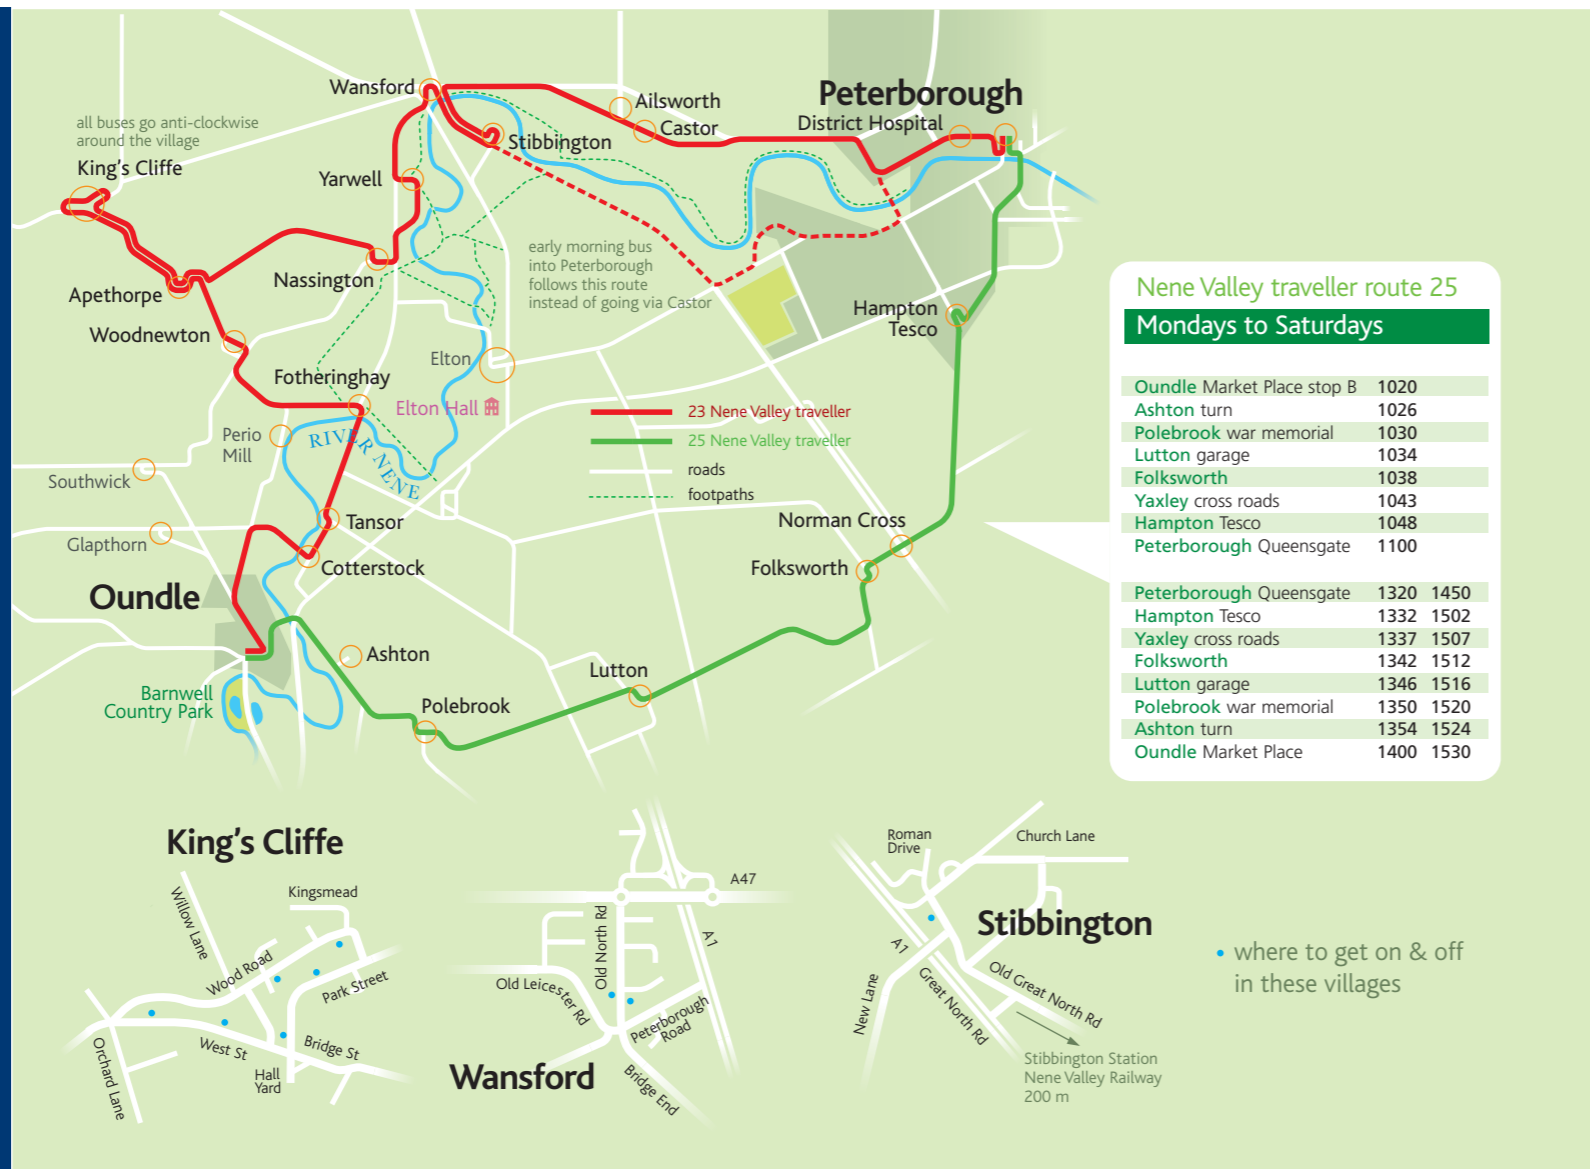 Wansford
Ailsworth
Castor
Peterborough
District Hospital
all buses go anti-clockwise
around the village
King's Cliffe
Stibbington
Yarwell
early morning bus
into Peterborough
follows this route
instead of going via Castor
Nassington
Apethorpe
Woodnewton
Hampton
Tesco
Elton
Fotheringhay
Elton Hall
Perio
Mill
RIVER NENE
Southwick
Glapthorn
Tansor
Cotterstock
Oundle
Norman Cross
Folksworth
Ashton
Lutton
Polebrook
Barnwell
Country Park
23 Nene Valley traveller
25 Nene Valley traveller
roads
footpaths
Nene Valley traveller route 25
Mondays to Saturdays
Oundle Market Place stop B 1020
Ashton turn 1026
Polebrook war memorial 1030
Lutton garage 1034
Folksworth 1038
Yaxley cross roads 1043
Hampton Tesco 1048
Peterborough Queensgate 1100
Peterborough Queensgate 1320 1450
Hampton Tesco 1332 1502
Yaxley cross roads 1337 1507
Folksworth 1342 1512
Lutton garage 1346 1516
Polebrook war memorial 1350 1520
Ashton turn 1354 1524
Oundle Market Place 1400 1530
King's Cliffe
Willow Lane
Kingsmead
Wood Road
Park Street
Orchard Lane
West St
Bridge St
Hall
Yard
A47
Old North Rd
A1
Old Leicester Rd
Peterborough
Road
Wansford
Bridge End
Roman
Drive
Church Lane
Stibbington
A1
New Lane
Great North Rd
Old Great North Rd
Stibbington Station
Nene Valley Railway
200 m
where to get on & off
in these villages